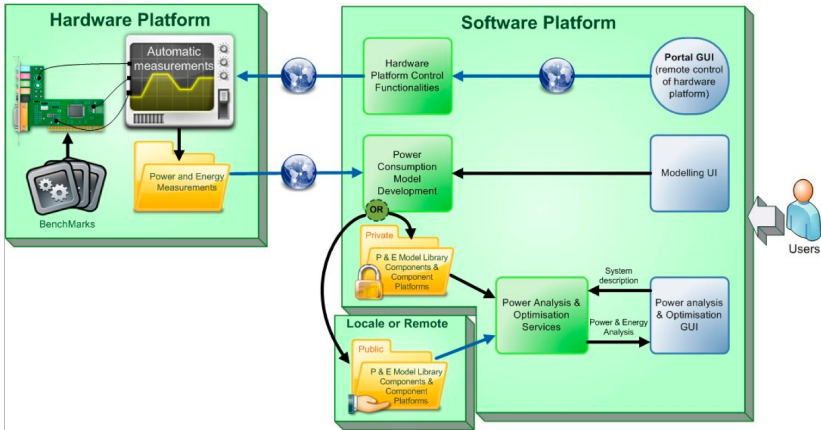 Hardware Platform
Automatic
measurements
BenchMarks
Power and Energy
Measurements
Software Platform
Hardware
Platform Control
Functionalities
Portal GUI
(remote control
of hardware
platform)
Power
Consumption
Model
Development
Modelling UI
OR
Private
P & E Model Library
Components &
Component
Platforms
Users
System
description
Power Analysis &
Optimisation
Services
Power analysis
& Optimisation
GUI
Power & Energy
Analysis
Locale or Remote
Public
P & E Model Library
Components &
Component
Platforms